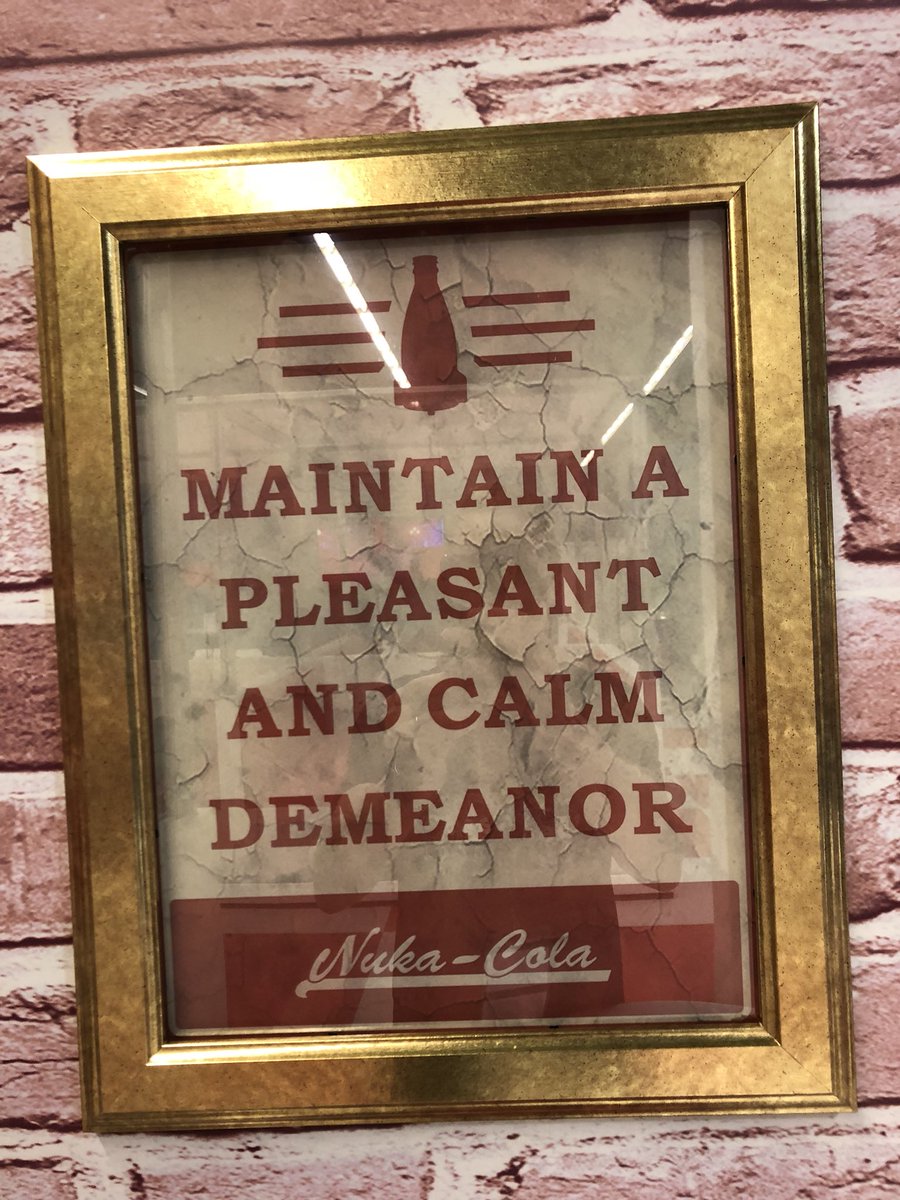 MAINTAIN A
PLEASANT
AND CALM
DEMEANOR
Nuka-Cola